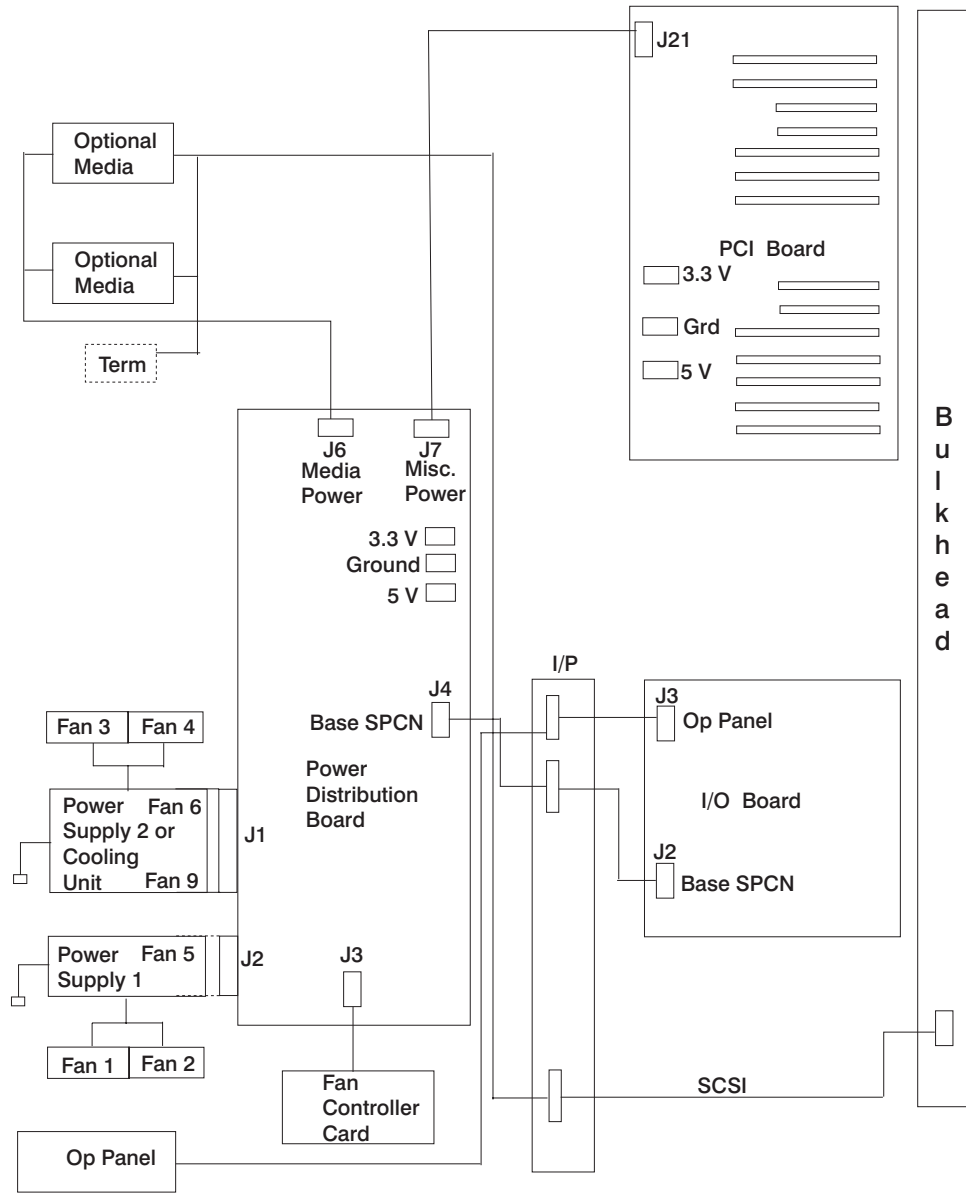 J21
Optional
Media
PCI Board
Optional
Media
3.3 V
Grd
5 V
Term
Bulkhead
J6
Media
Power
J7
Misc.
Power
3.3 V
Ground
5 V
I/P
J4
Base SPCN
J3
Op Panel
Fan 3
Fan 4
Power
Distribution
Board
I/O Board
Power
Supply 2 or
Cooling
Unit
Fan 6
Fan 9
J1
J2
Base SPCN
Power
Supply 1
Fan 5
J2
J3
Fan 1
Fan 2
Fan
Controller
Card
SCSI
Op Panel